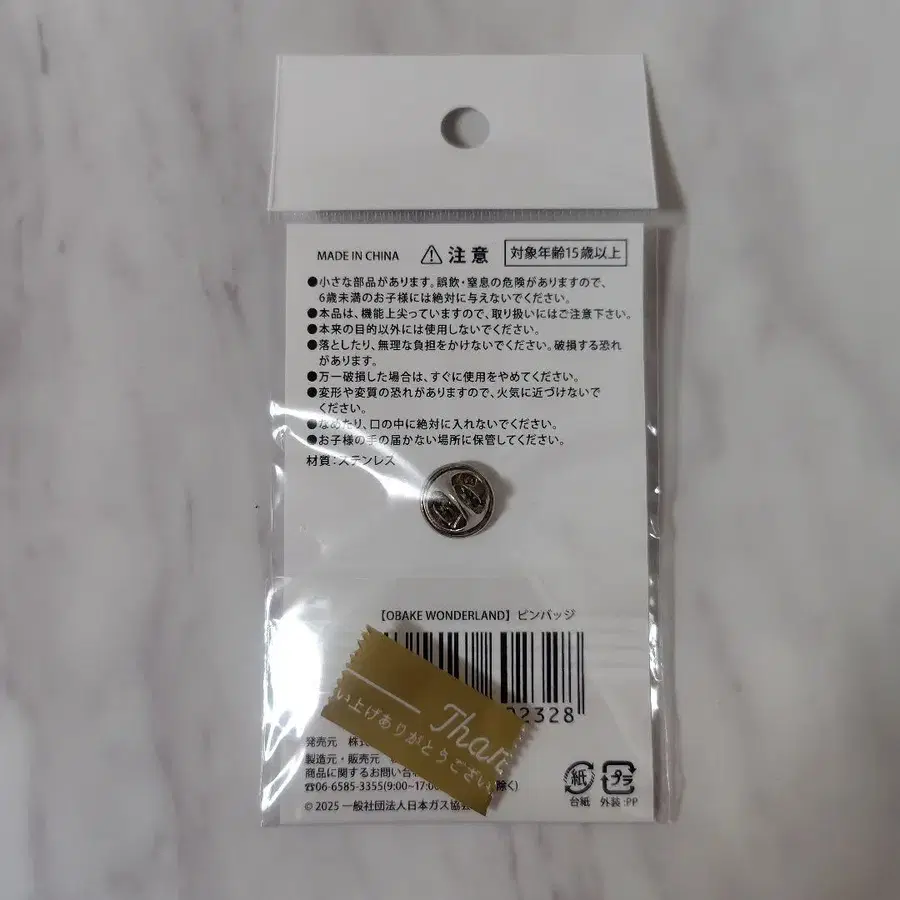 MADE IN CHINA ⚠ 注意 対象年齢15歳以上
●小さな部品があります。誤飲・窒息の危険がありますので、
6歳未満のお子様には絶対に与えないでください。
●本品は、機能上尖っていますので、取り扱いにはご注意下さい。
●本来の目的以外には使用しないでください。
●落としたり、無理な負担をかけないでください。破損する恐れ
があります。
●万一破損した場合は、すぐに使用をやめてください。
●変形や変質の恐れがありますので、火気に近づけないで
ください。
●なめたり、口の中に絶対に入れないでください。
●お子様の手の届かない場所に保管してください。
材質：ステンレス
【OBAKE WONDERLAND】ピンバッジ
2328
Than
い上げありがとうござい
発売元 株式
製造元・販売元
商品に関するお問い合
☎06-6585-3355(9:00~17:00 除く)
© 2025 一般社団法人日本ガス協会
紙 プラ
台紙 外装:PP